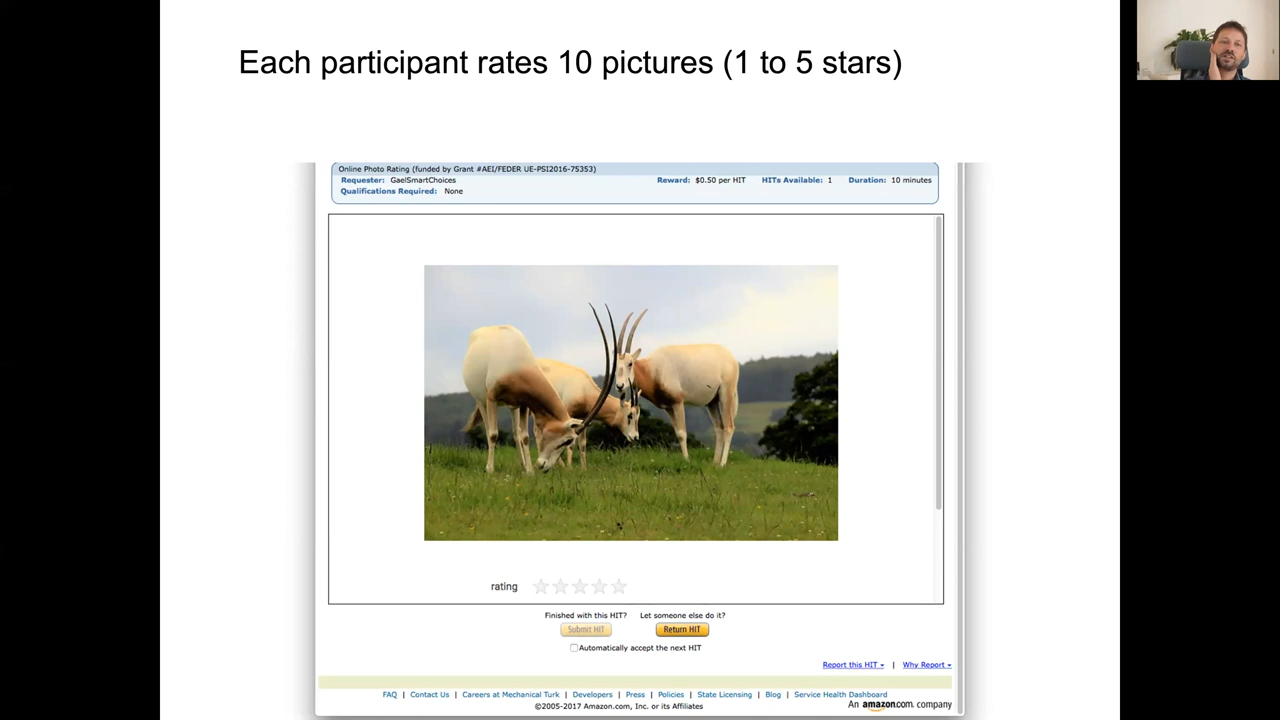 Each participant rates 10 pictures (1 to 5 stars)
Online Photo Rating (funded by Grant #AEI/FEDER UE-PSI2016-75353)
Requester: GaelSmartChoices Reward: $0.50 per HIT HITs Available: 1 Duration: 10 minutes
Qualifications Required: None
rating
Finished with this HIT? Let someone else do it?
Submit HIT Return HIT
Automatically accept the next HIT
Report this HIT | Why Report
FAQ | Contact Us | Careers at Mechanical Turk | Developers | Press | Policies | State Licensing | Blog | Service Health Dashboard
©2005-2017 Amazon.com, Inc. or its Affiliates An amazon.com. company